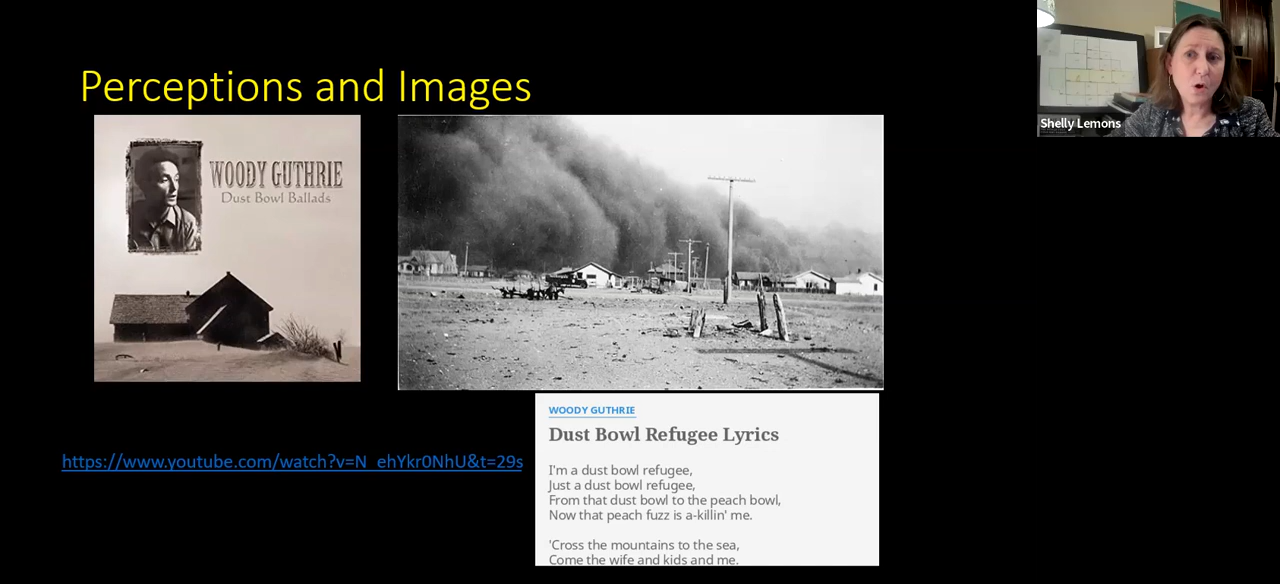 Perceptions and Images
WOODY GUTHRIE
Dust Bowl Ballads
Shelly Lemons
https://www.youtube.com/watch?v=N_ehYkr0NhU&t=29s
WOODY GUTHRIE
Dust Bowl Refugee Lyrics
I'm a dust bowl refugee,
Just a dust bowl refugee,
From that dust bowl to the peach bowl,
Now that peach fuzz is a-killin' me.
'Cross the mountains to the sea,
Come the wife and kids and me.